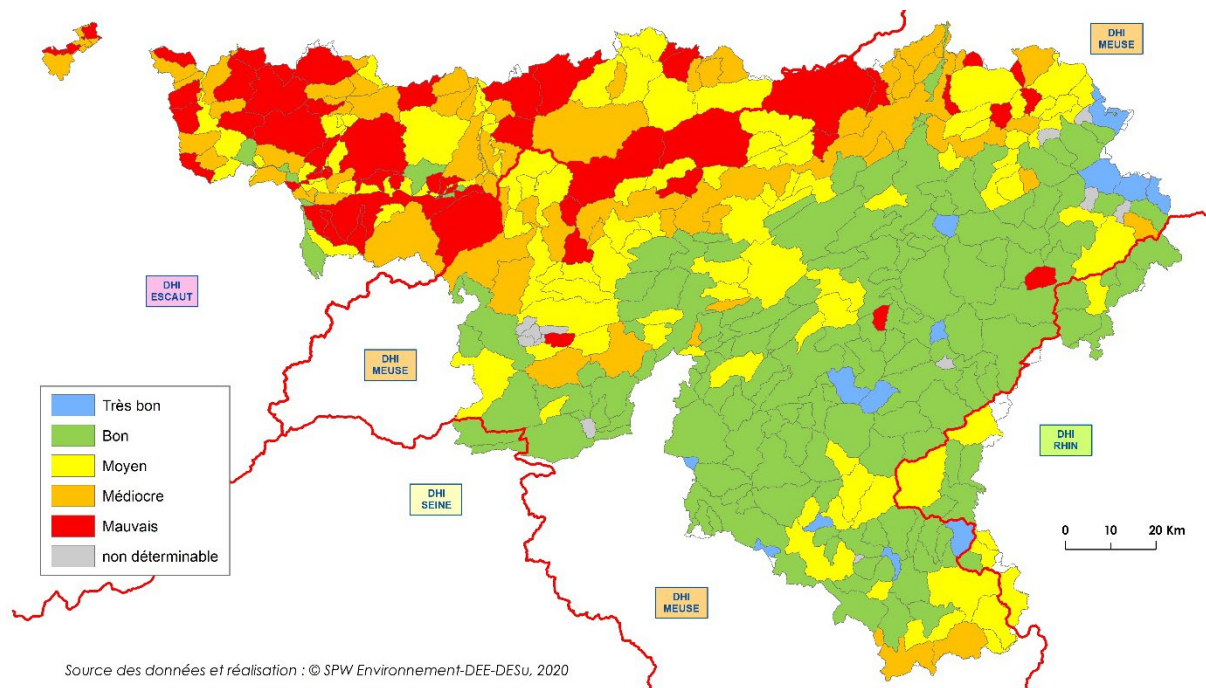 DHI
MEUSE
DHI
ESCAUT
DHI
MEUSE
Très bon
Bon
Moyen
Médiocre
Mauvais
non déterminable
DHI
SEINE
DHI
RHIN
0 10 20 Km
DHI
MEUSE
Source des données et réalisation : © SPW Environnement-DEE-DESu, 2020